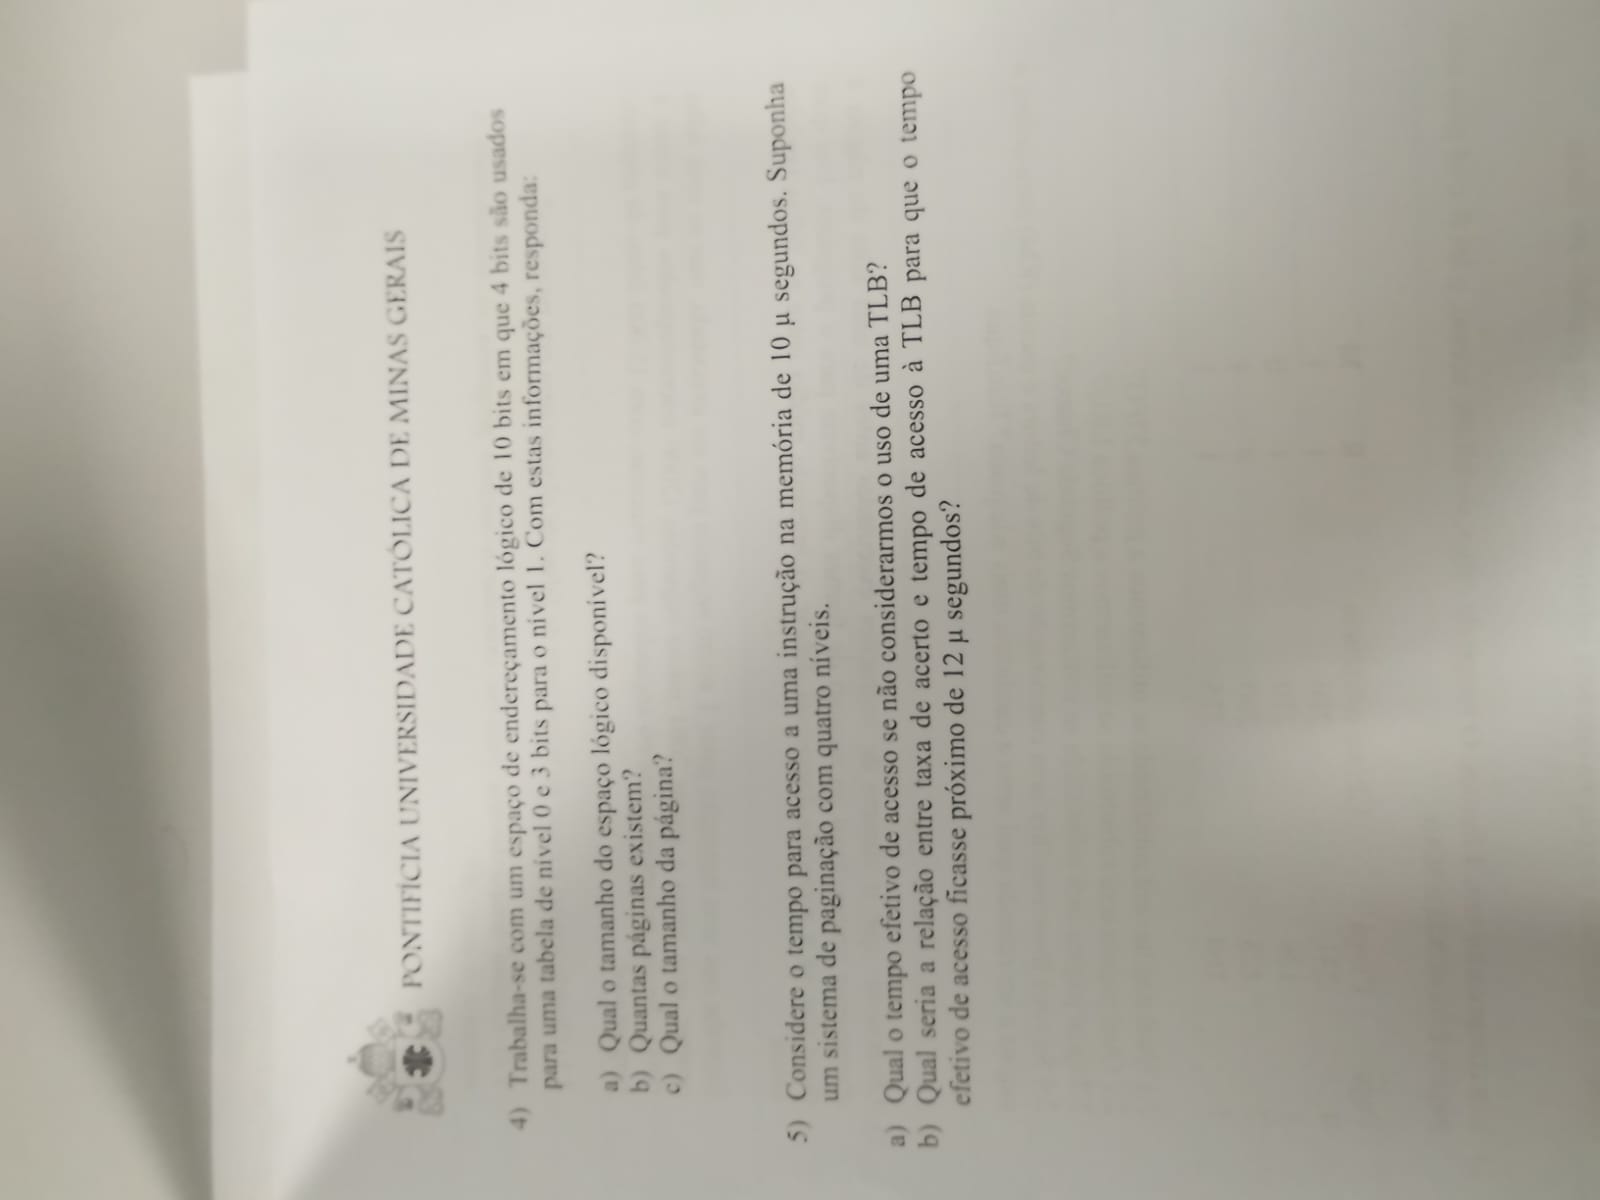 PONTIFÍCIA UNIVERSIDADE CATÓLICA DE MINAS GERAIS
4) Trabalha-se com um espaço de endereçamento lógico de 10 bits em que 4 bits são usados
para uma tabela de nível 0 e 3 bits para o nível 1. Com estas informações, responda:
a) Qual o tamanho do espaço lógico disponível?
b) Quantas páginas existem?
c) Qual o tamanho da página?
5) Considere o tempo para acesso a uma instrução na memória de 10 μ segundos. Suponha
um sistema de paginação com quatro níveis.
a) Qual o tempo efetivo de acesso se não considerarmos o uso de uma TLB?
b) Qual seria a relação entre taxa de acerto e tempo de acesso à TLB para que o tempo
efetivo de acesso ficasse próximo de 12 μ segundos?